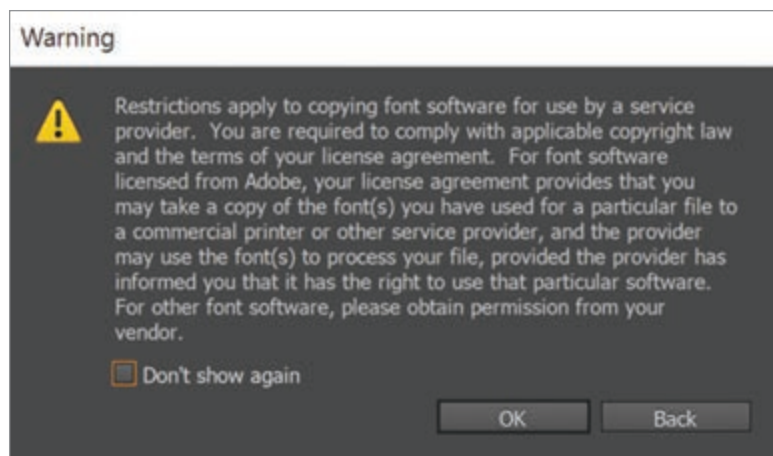 Warning
Restrictions apply to copying font software for use by a service
provider.  You are required to comply with applicable copyright law
and the terms of your license agreement.  For font software
licensed from Adobe, your license agreement provides that you
may take a copy of the font(s) you have used for a particular file to
a commercial printer or other service provider, and the provider
may use the font(s) to process your file, provided the provider has
informed you that it has the right to use that particular software.
For other font software, please obtain permission from your
vendor.
Don't show again
OK
Back